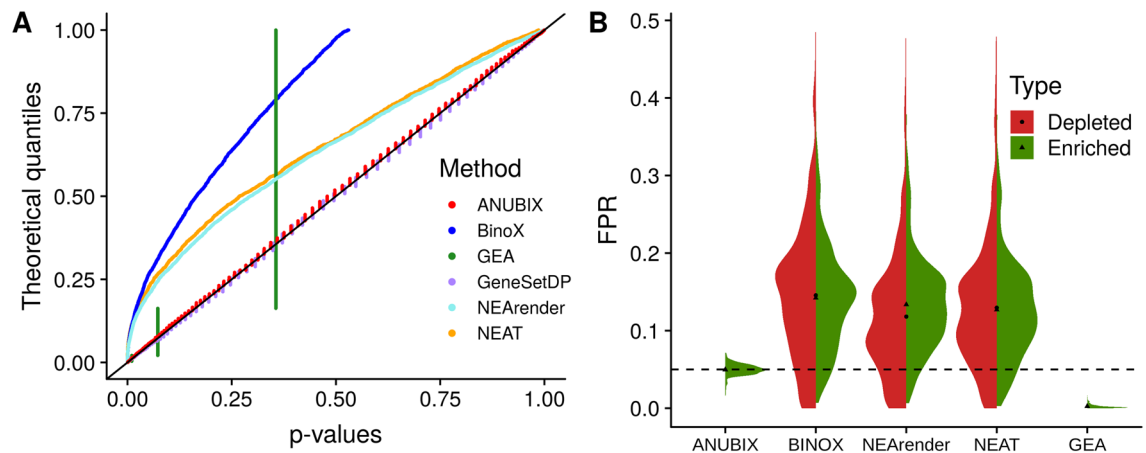 A
Theoretical quantiles
1.00
0.75
0.50
0.25
0.00
0.00 0.25 0.50 0.75 1.00
p-values
Method
ANUBIX
BinoX
GEA
GeneSetDP
NEArender
NEAT
B
FPR
0.5
0.4
0.3
0.2
0.1
0.0
ANUBIX BINOX NEArender NEAT GEA
Type
Depleted
Enriched